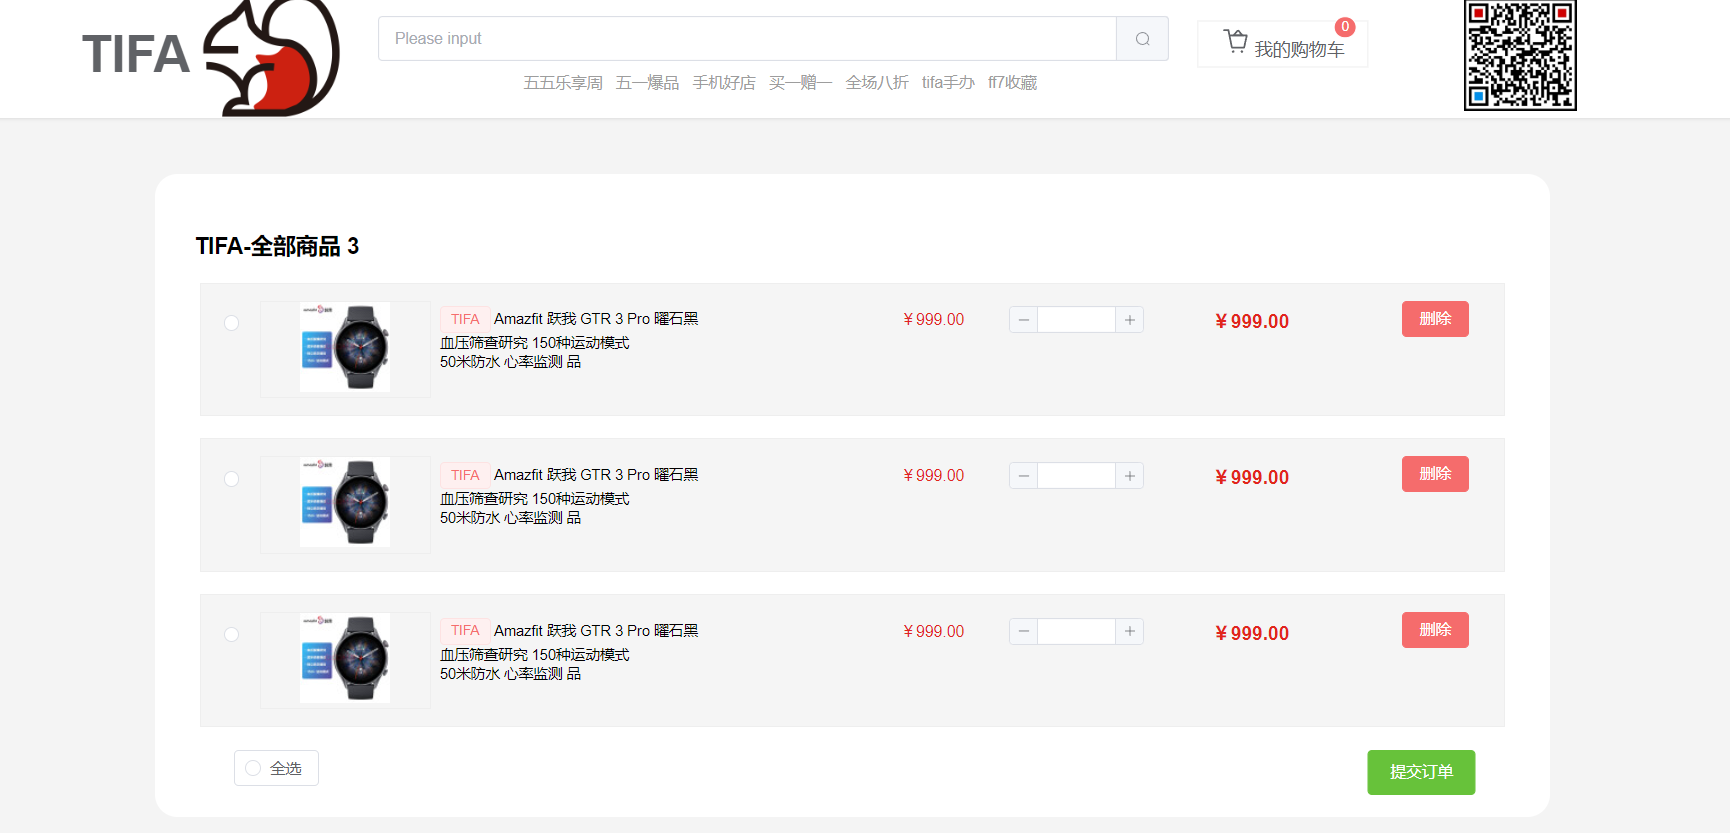 TIFA
Please input
0
我的购物车
五五乐享周 五一爆品 手机好店 买一赠一 全场八折 tifa手办 ff7收藏
TIFA-全部商品 3
TIFA Amazfit 跃我 GTR 3 Pro 曜石黑
血压筛查研究 150种运动模式
50米防水 心率监测 品
¥999.00
¥999.00
删除
TIFA Amazfit 跃我 GTR 3 Pro 曜石黑
血压筛查研究 150种运动模式
50米防水 心率监测 品
¥999.00
¥999.00
删除
TIFA Amazfit 跃我 GTR 3 Pro 曜石黑
血压筛查研究 150种运动模式
50米防水 心率监测 品
¥999.00
¥999.00
删除
全选
提交订单